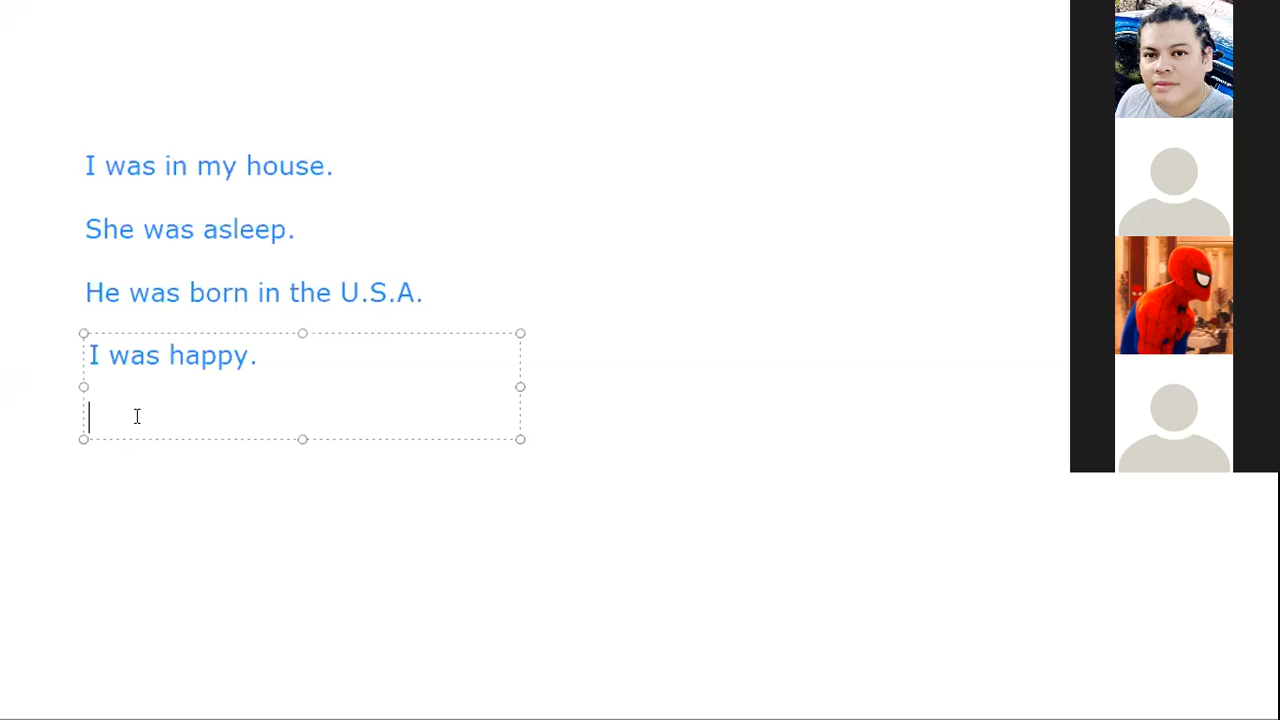 I was in my house.
She was asleep.
He was born in the U.S.A.
I was happy.